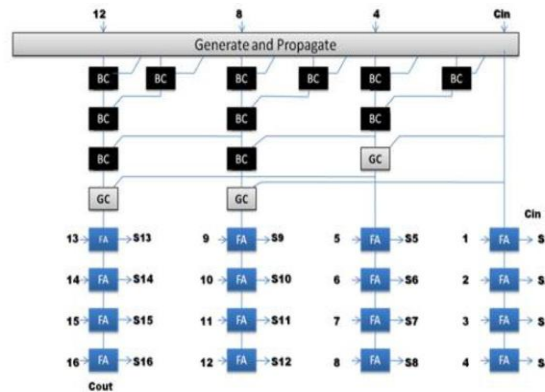 12 8 4 Cin
Generate and Propagate
BC BC BC BC BC BC
BC BC BC
BC BC GC
GC GC
Cin
13 FA S13 9 FA S9 5 FA S5 1 FA S
14 FA S14 10 FA S10 6 FA S6 2 FA S
15 FA S15 11 FA S11 7 FA S7 3 FA S
16 FA S16 12 FA S12 8 FA S8 4 FA S
Cout